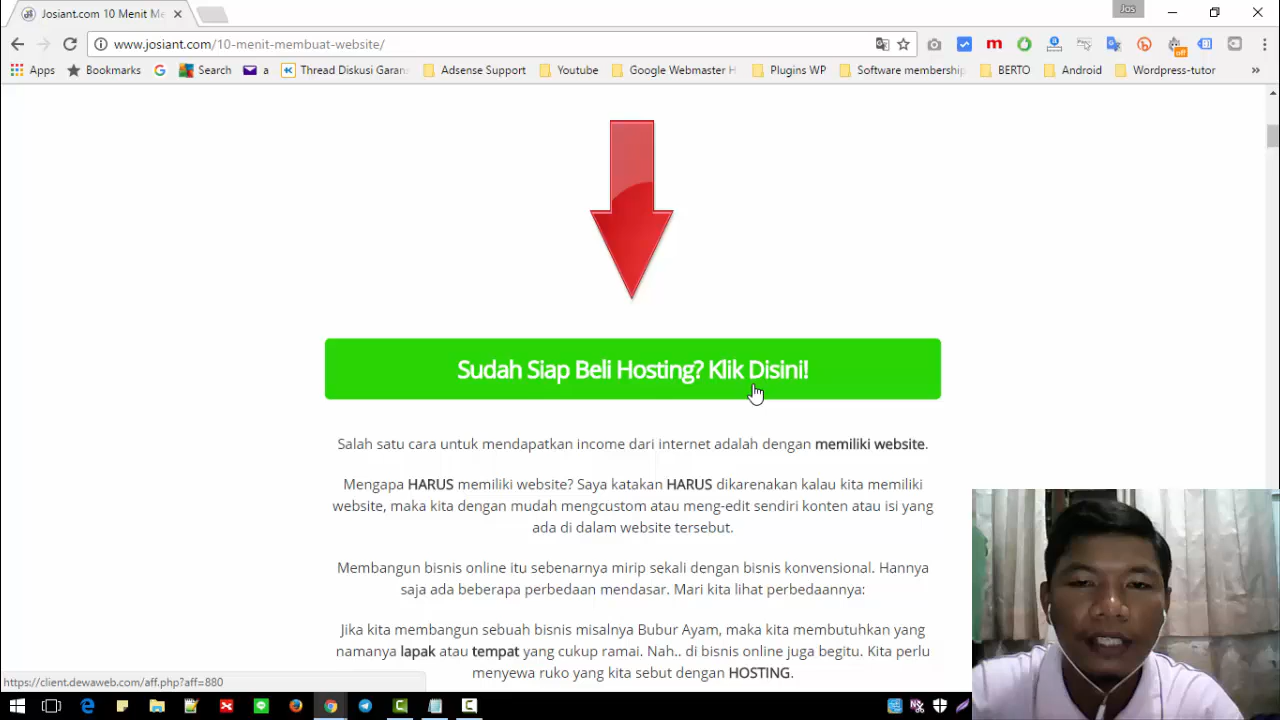 Josiant.com 10 Menit Me
Jos
www.josiant.com/10-menit-membuat-website/
Apps
Bookmarks
Search
a
Thread Diskusi Garans
Adsense Support
Youtube
Google Webmaster H
Plugins WP
Software membership
BERTO
Android
Wordpress-tutor
Sudah Siap Beli Hosting? Klik Disini!
Salah satu cara untuk mendapatkan income dari internet adalah dengan memiliki website.
Mengapa HARUS memiliki website? Saya katakan HARUS dikarenakan kalau kita memiliki
website, maka kita dengan mudah mengcustom atau meng-edit sendiri konten atau isi yang
ada di dalam website tersebut.
Membangun bisnis online itu sebenarnya mirip sekali dengan bisnis konvensional. Hannya
saja ada beberapa perbedaan mendasar. Mari kita lihat perbedaannya:
Jika kita membangun sebuah bisnis misalnya Bubur Ayam, maka kita membutuhkan yang
namanya lapak atau tempat yang cukup ramai. Nah.. di bisnis online juga begitu. Kita perlu
menyewa ruko yang kita sebut dengan HOSTING.
https://client.dewaweb.com/aff.php?aff=880